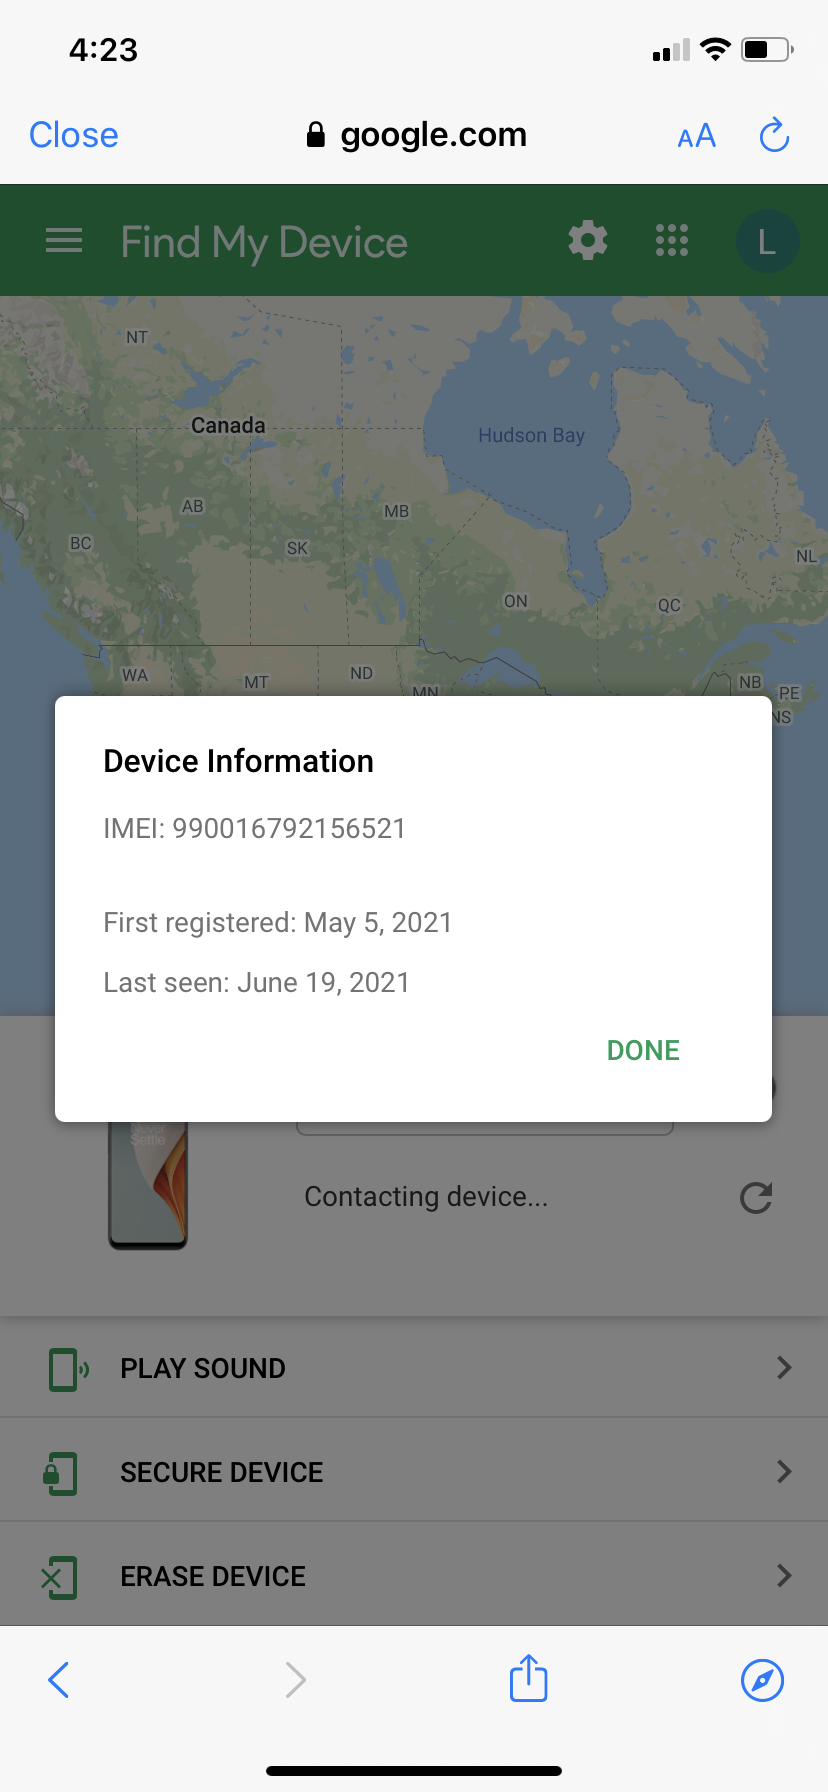 4:23
Close
google.com
AA
Find My Device
L
NT
Canada
Hudson Bay
AB
MB
BC
SK
NL
ON
QC
WA
MT
ND
MN
NB
PE
NS
Device Information
IMEI: 990016792156521
First registered: May 5, 2021
Last seen: June 19, 2021
DONE
Never
Settle
Contacting device...
PLAY SOUND
SECURE DEVICE
ERASE DEVICE